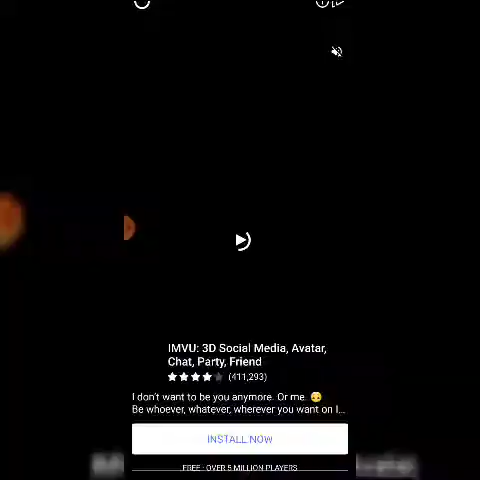 IMVU: 3D Social Media, Avatar,
Chat, Party, Friend
(411,293)
I don't want to be you anymore. Or me. 😔
Be whoever, whatever, wherever you want on I...
INSTALL NOW
FREE · OVER 5 MILLION PLAYERS